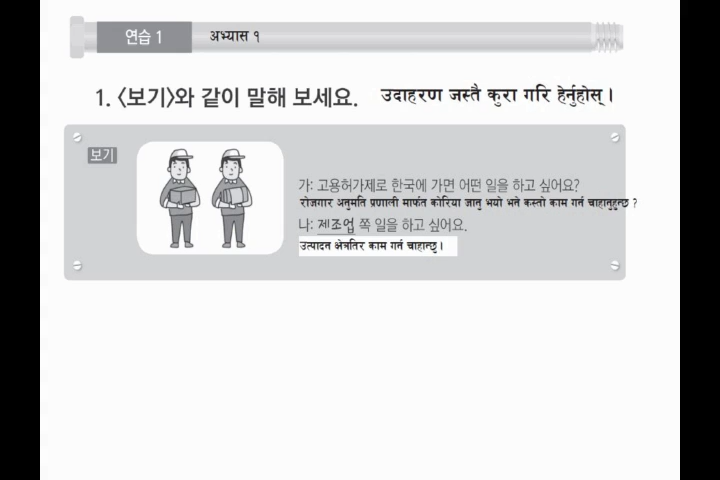 연습 1 अभ्यास १
1. <보기>와 같이 말해 보세요. उदाहरण जस्तै कुरा गरि हेर्नुहोस् ।
보기
가: 고용허가제로 한국에 가면 어떤 일을 하고 싶어요?
रोजगार अनुमति प्रणाली मार्फत कोरिया जानु भयो भने कस्तो काम गर्न चाहानुहुन्छ ?
나: 제조업 쪽 일을 하고 싶어요.
उत्पादन क्षेत्रतिर काम गर्न चाहान्छु ।